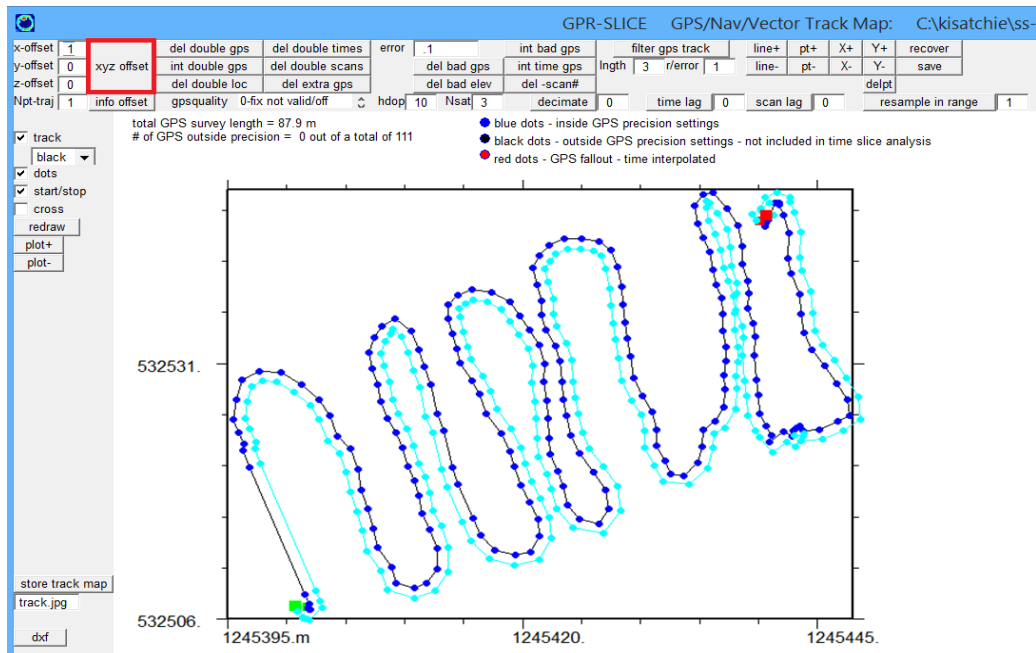 GPR-SLICE GPS/Nav/Vector Track Map: C:\kisatchie\ss-
x-offset 1 xyz offset del double gps del double times error .1 int bad gps filter gps track line+ pt+ X+ Y+ recover
y-offset 0 int double gps del double scans del bad gps int time gps lngth 3 r/error 1 line- pt- X- Y- save
z-offset 0 del double loc del extra gps del bad elev del -scan# delpt
Npt-traj 1 info offset gpsquality 0-fix not valid/off hdop 10 Nsat 3 decimate 0 time lag 0 scan lag 0 resample in range 1
total GPS survey length = 87.9 m
# of GPS outside precision = 0 out of a total of 111
blue dots - inside GPS precision settings
black dots - outside GPS precision settings - not included in time slice analysis
red dots - GPS fallout - time interpolated
track
black
dots
start/stop
cross
redraw
plot+
plot-
store track map
track.jpg
dxf
532531.
532506.
1245395.m 1245420. 1245445.